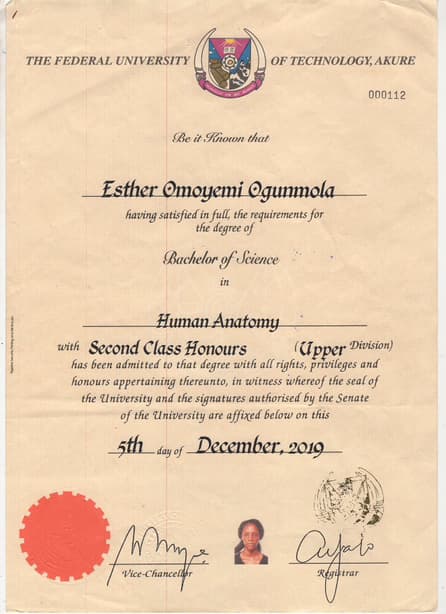 THE FEDERAL UNIVERSITY OF TECHNOLOGY, AKURE
000112
Be it Known that
Esther Omoyemi Ogunmola
having satisfied in full, the requirements for
the degree of
Bachelor of Science
in
Human Anatomy
with Second Class Honours (Upper Division)
has been admitted to that degree with all rights, privileges and
honours appertaining thereunto, in witness whereof the seal of
the University and the signatures authorised by the Senate
of the University are affixed below on this
5th day of December, 2019
Vice-Chancellor
Registrar